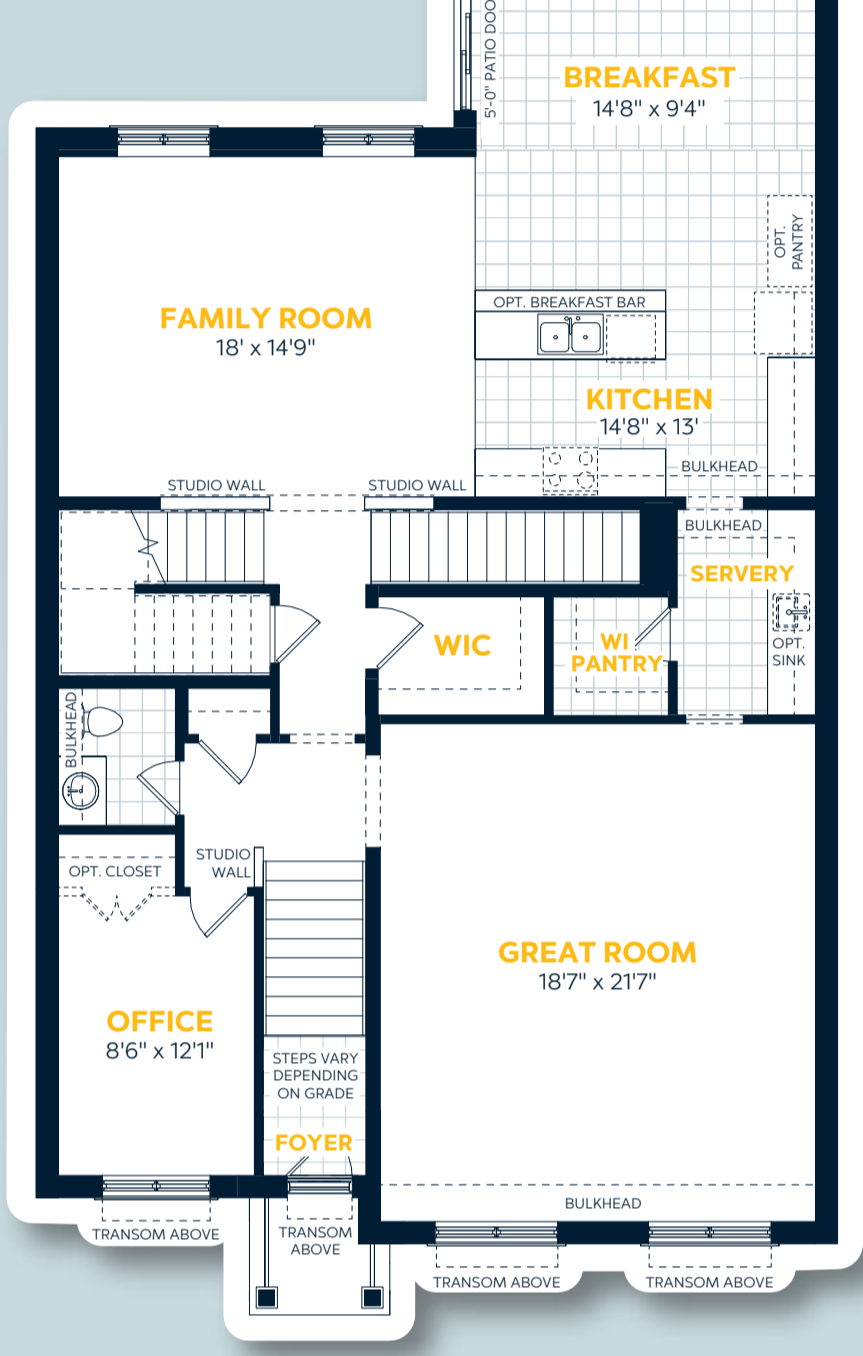 5'-0" PATIO DOO
BREAKFAST
14'8" x 9'4"
OPT.
PANTRY
OPT. BREAKFAST BAR
FAMILY ROOM
18' x 14'9"
KITCHEN
14'8" x 13'
BULKHEAD
STUDIO WALL
STUDIO WALL
BULKHEAD
SERVERY
WIC
WI
PANTRY
OPT.
SINK
BULKHEAD
STUDIO
WALL
OPT. CLOSET
GREAT ROOM
18'7" x 21'7"
OFFICE
8'6" x 12'1"
STEPS VARY
DEPENDING
ON GRADE
FOYER
BULKHEAD
TRANSOM ABOVE
TRANSOM
ABOVE
TRANSOM ABOVE
TRANSOM ABOVE